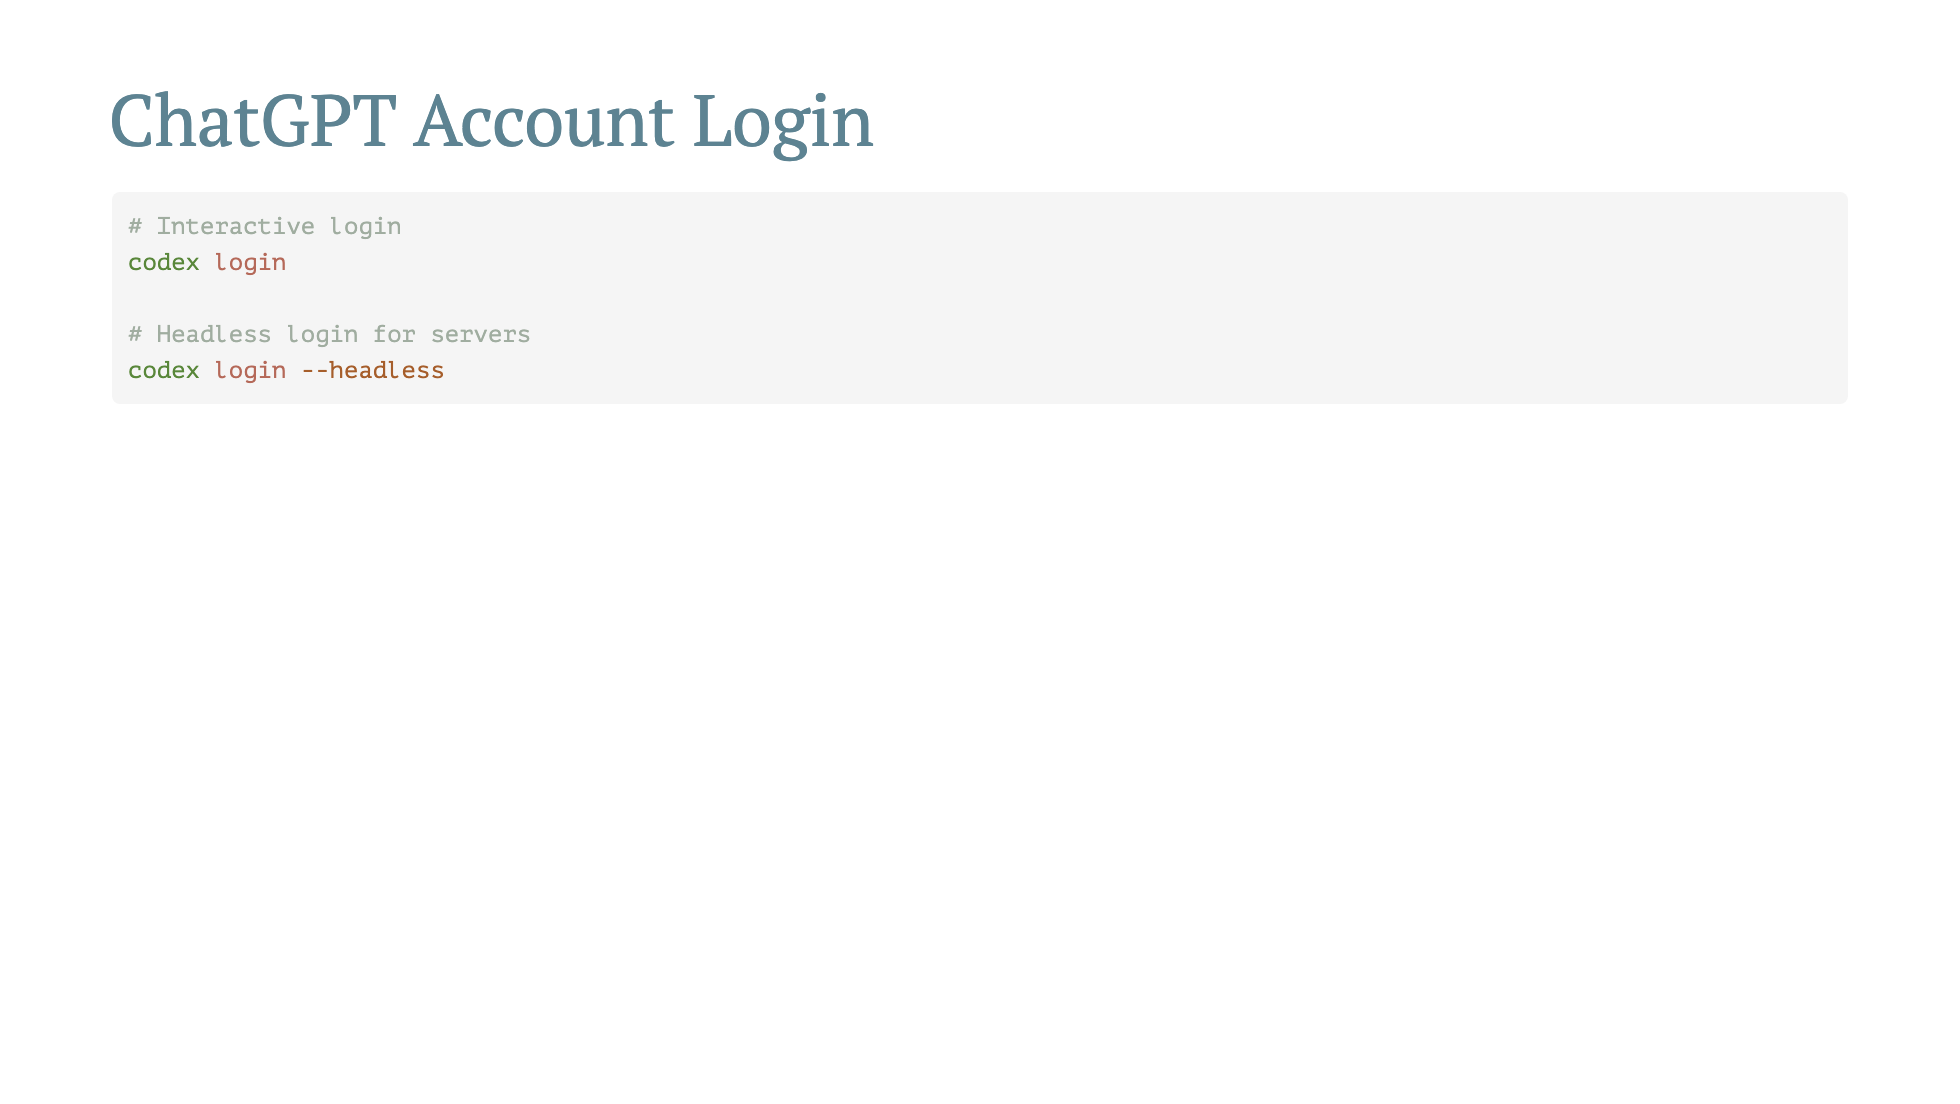 ChatGPT Account Login
# Interactive login
codex login
# Headless login for servers
codex login --headless